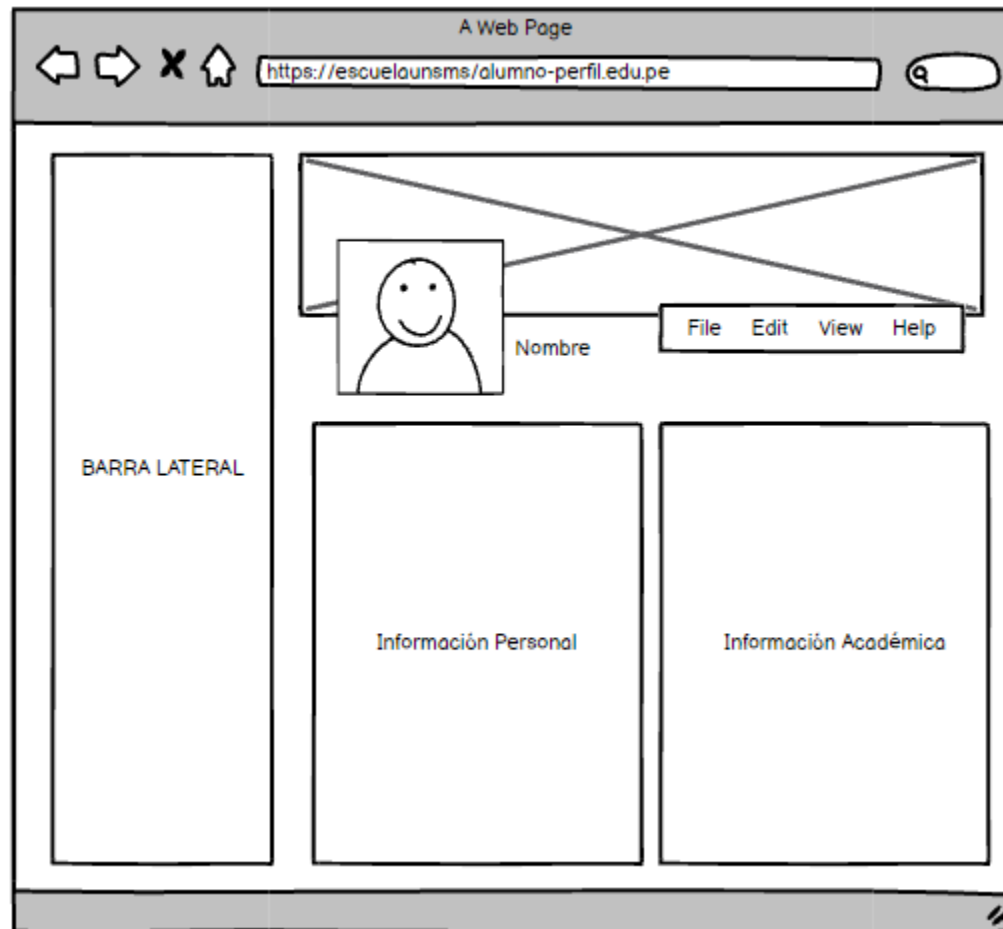 A Web Page
https://escuelaunsms/alumno-perfil.edu.pe
BARRA LATERAL
Nombre
File Edit View Help
Información Personal
Información Académica